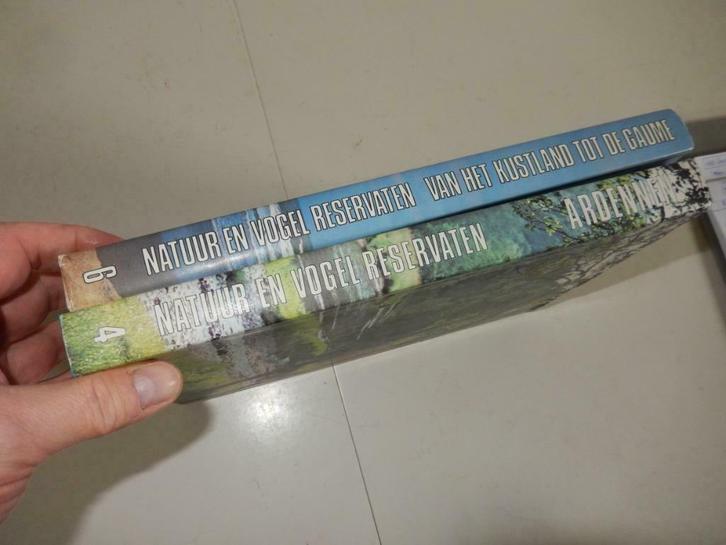 6 NATUUR EN VOGEL RESERVATEN VAN HET KUSTLAND TOT DE GAUME
4 NATUUR EN VOGEL RESERVATEN ARDENNEN